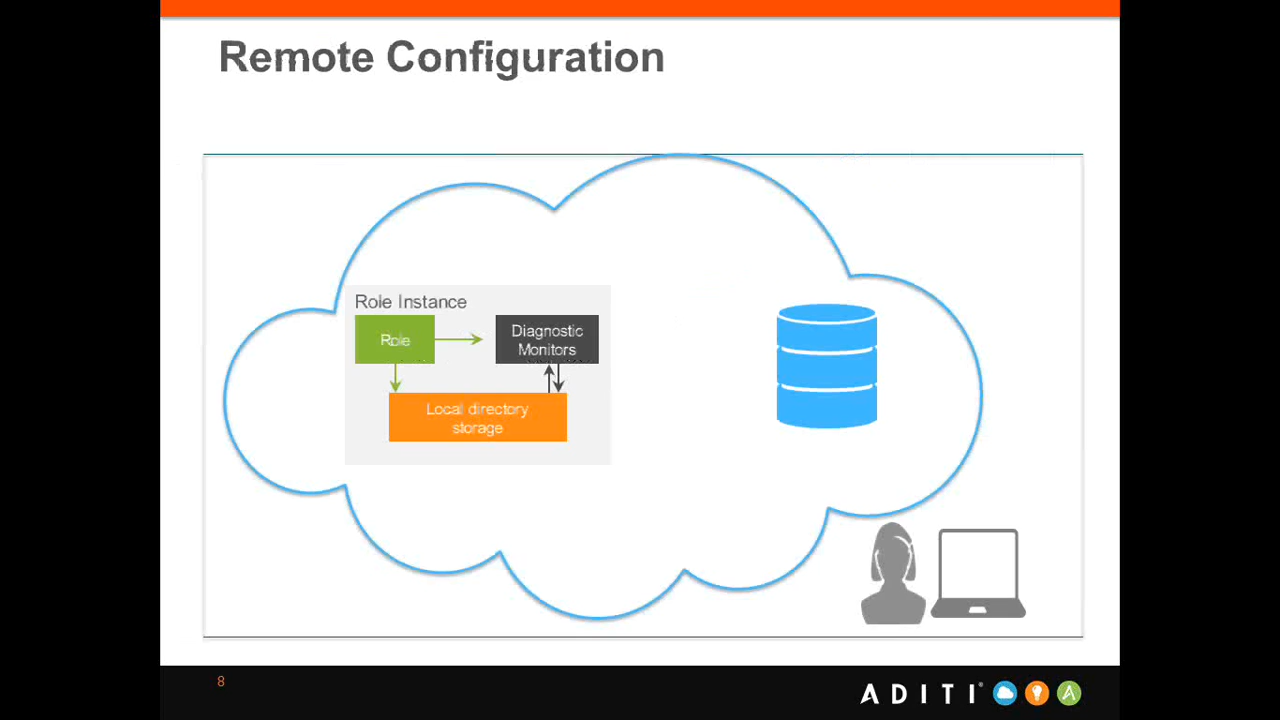 Remote Configuration
Role Instance
Role
Diagnostic
Monitors
Local directory
storage
8
ADITI